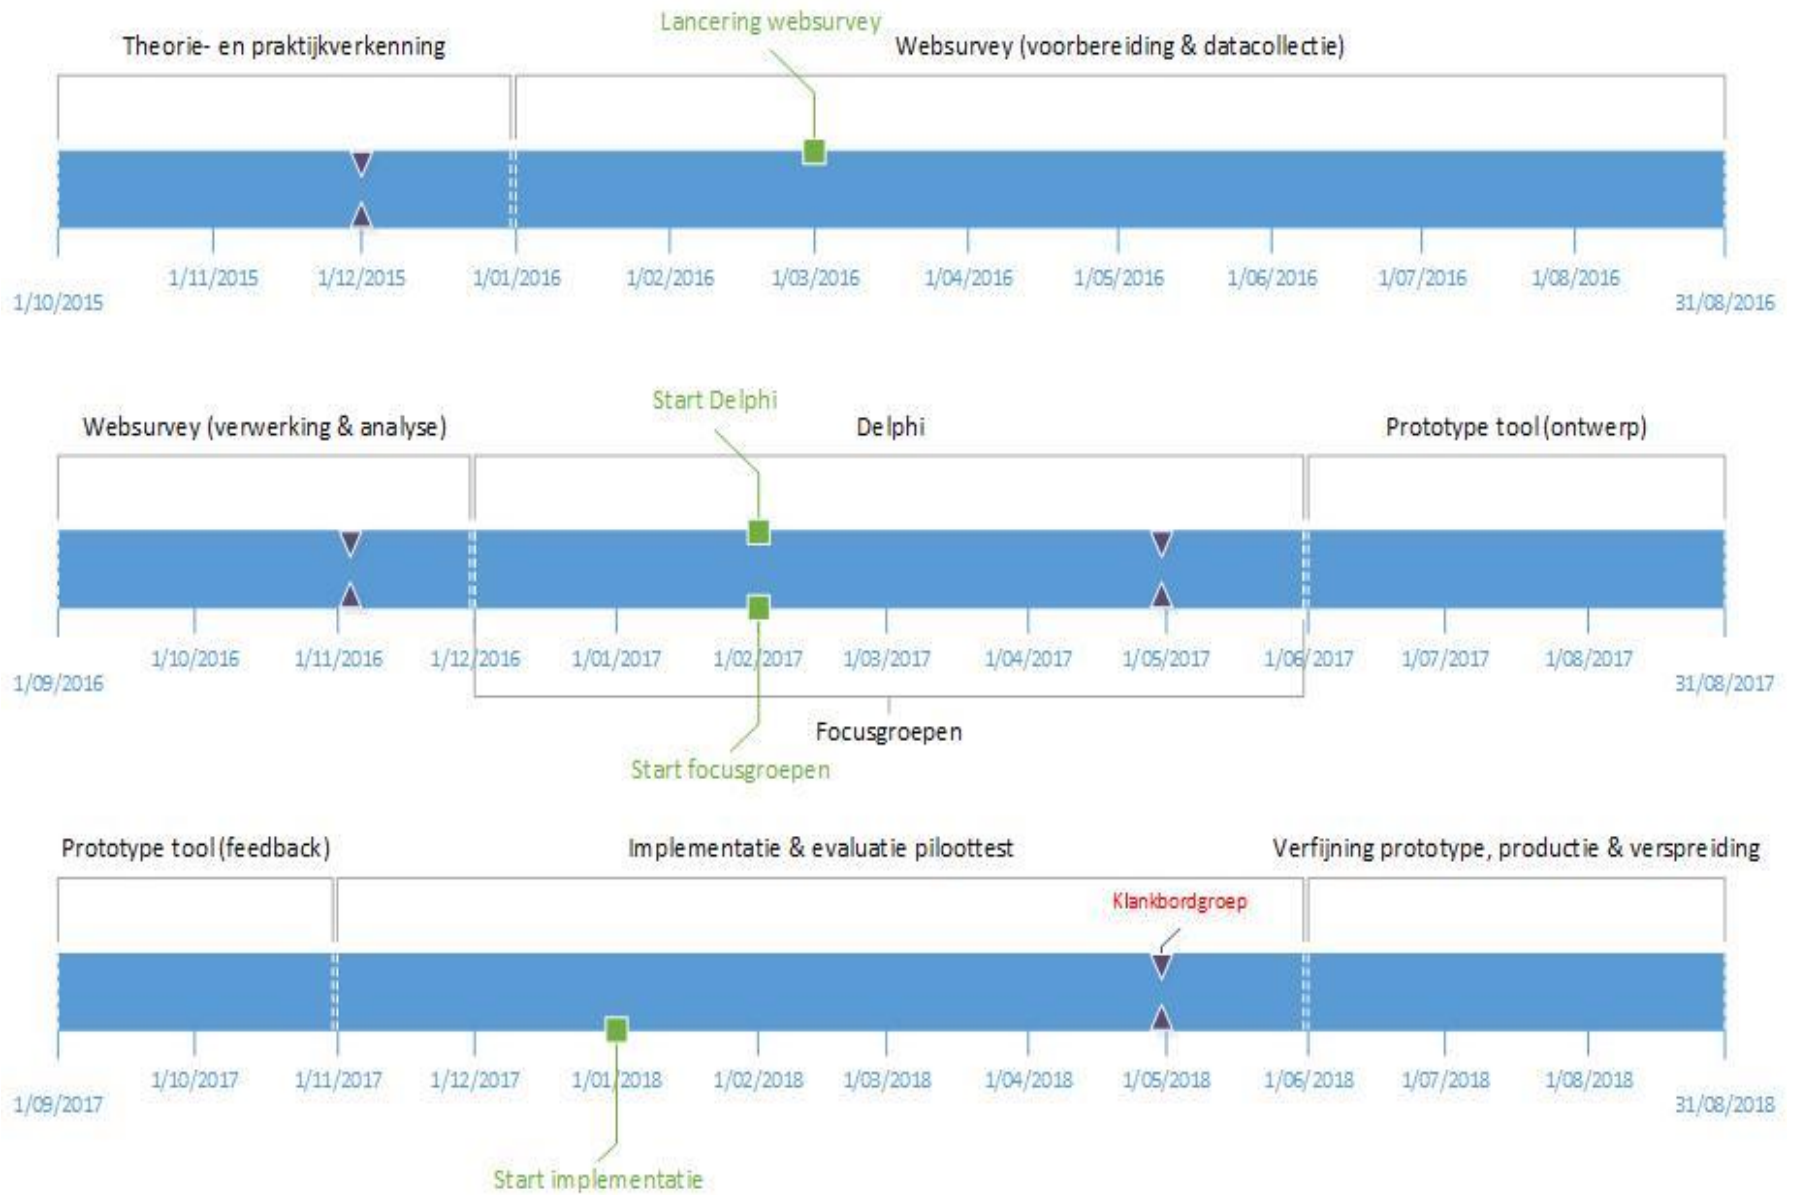 Lancering websurvey
Theorie- en praktijkverkenning
Websurvey (voorbereiding & datacollectie)
1/10/2015
1/11/2015
1/12/2015
1/01/2016
1/02/2016
1/03/2016
1/04/2016
1/05/2016
1/06/2016
1/07/2016
1/08/2016
31/08/2016
Start Delphi
Websurvey (verwerking & analyse)
Delphi
Prototype tool (ontwerp)
1/09/2016
1/10/2016
1/11/2016
1/12/2016
1/01/2017
1/02/2017
1/03/2017
1/04/2017
1/05/2017
1/06/2017
1/07/2017
1/08/2017
31/08/2017
Focusgroepen
Start focusgroepen
Prototype tool (feedback)
Implementatie & evaluatie piloottest
Verfijning prototype, productie & verspreiding
Klankbordgroep
1/09/2017
1/10/2017
1/11/2017
1/12/2017
1/01/2018
1/02/2018
1/03/2018
1/04/2018
1/05/2018
1/06/2018
1/07/2018
1/08/2018
31/08/2018
Start implementatie